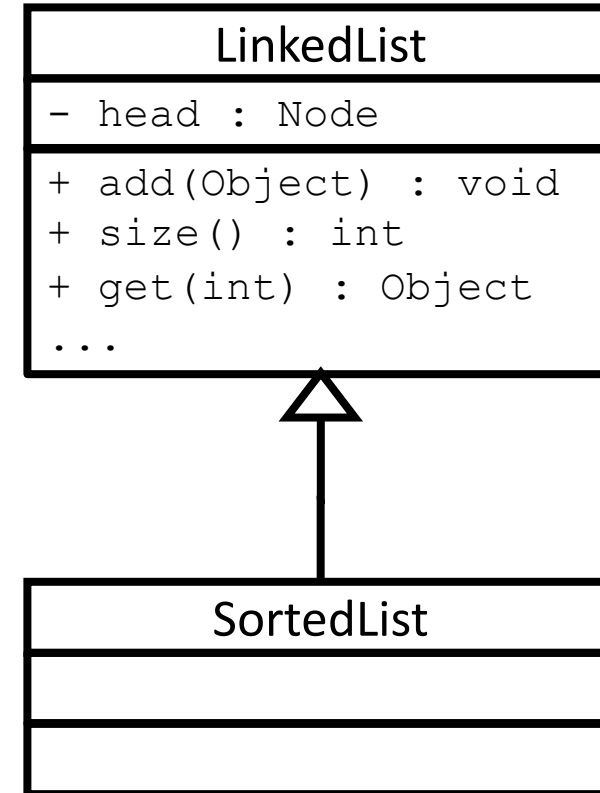 LinkedList
- head : Node
+ add(Object) : void
+ size() : int
+ get(int) : Object
...
SortedList